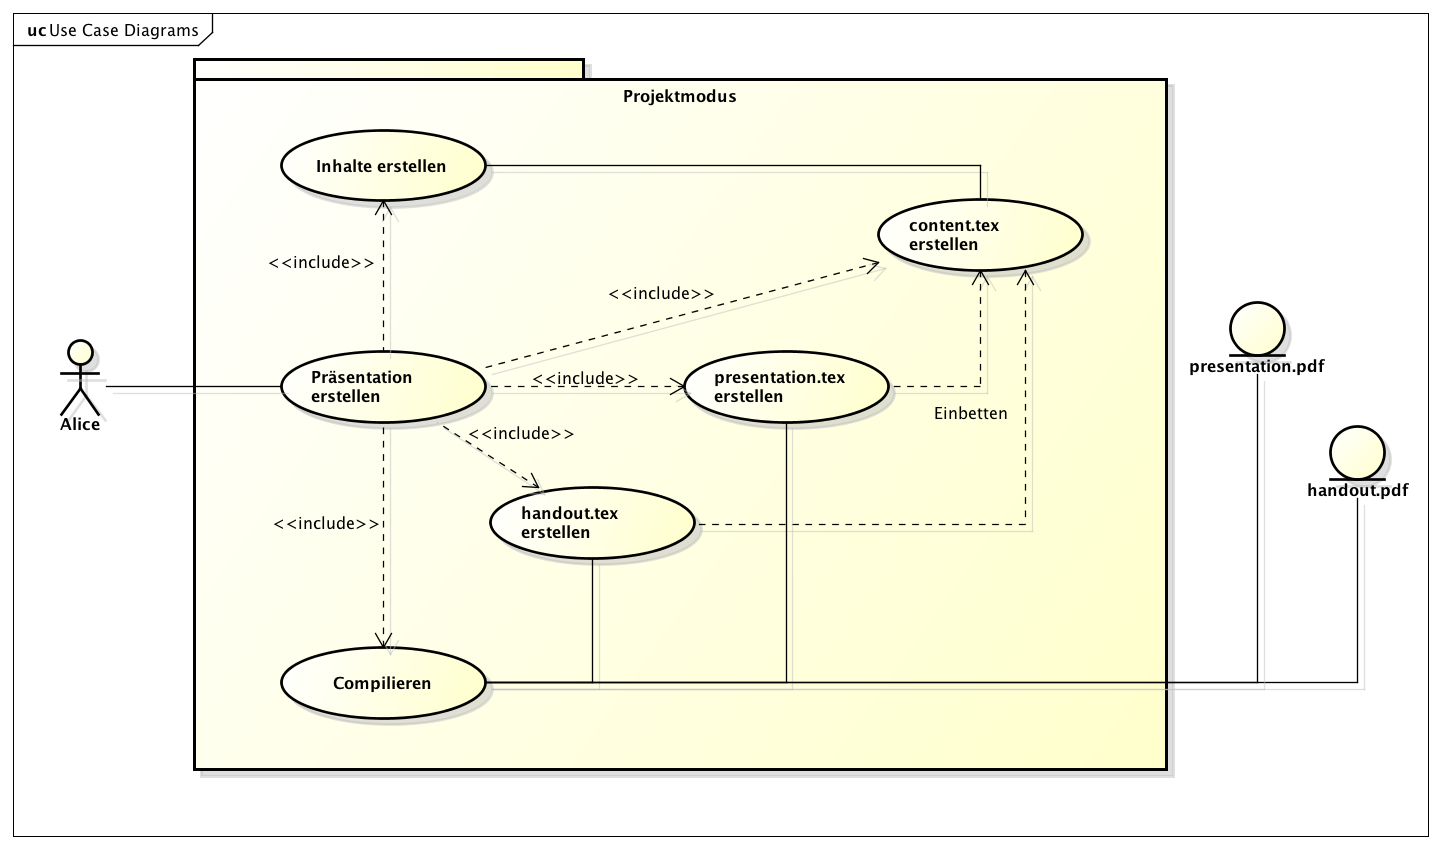 uc Use Case Diagrams
Projektmodus
Inhalte erstellen
content.tex
erstellen
<<include>>
<<include>>
presentation.pdf
Präsentation
erstellen
<<include>>
presentation.tex
erstellen
Einbetten
Alice
<<include>>
handout.pdf
handout.tex
erstellen
<<include>>
Compilieren